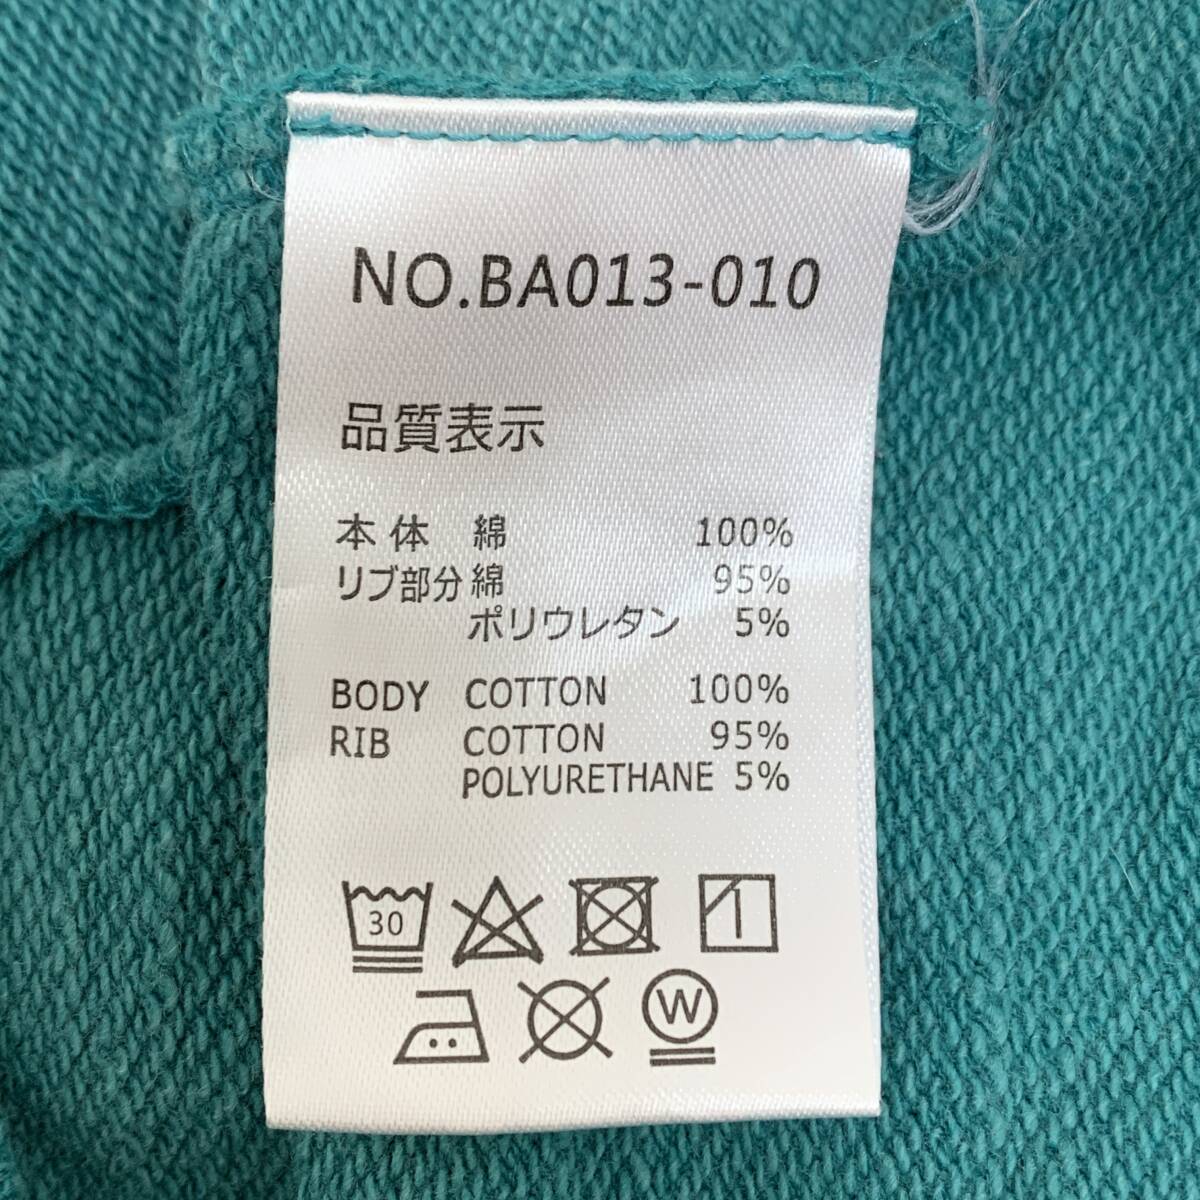 NO.BA013-010
品質表示
本体 綿 100%
リブ部分 綿 95%
ポリウレタン 5%
BODY COTTON 100%
RIB COTTON 95%
POLYURETHANE 5%
30
W